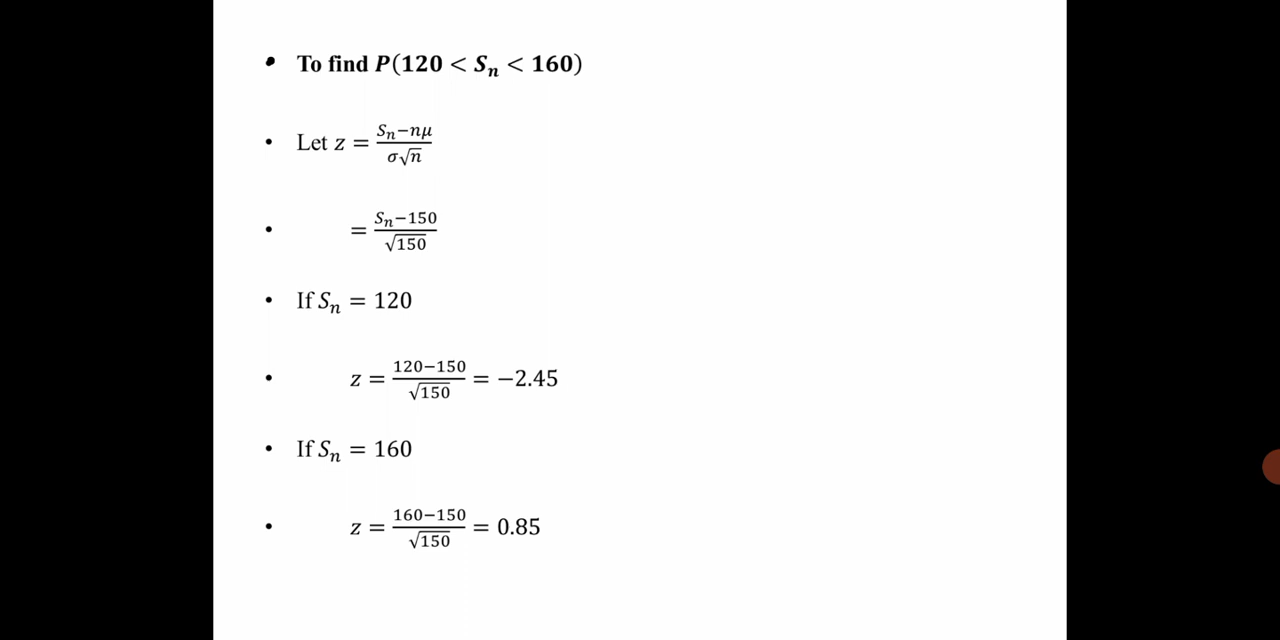 • To find P(120 < Sₙ < 160)
• Let z = (Sₙ−nμ)/(σ√n)
• = (Sₙ−150)/√150
• If Sₙ = 120
• z = (120−150)/√150 = −2.45
• If Sₙ = 160
• z = (160−150)/√150 = 0.85